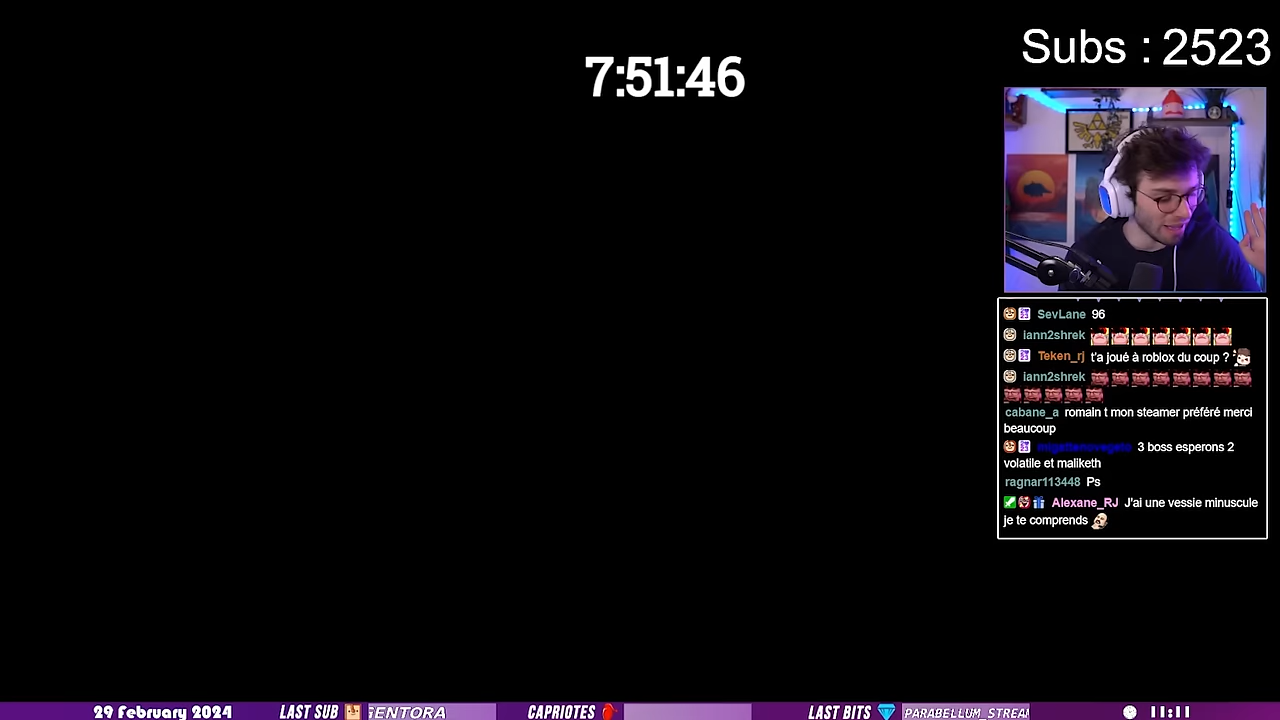 Subs : 2523
7:51:46
SevLane 96
iann2shrek
Teken_rj t'a joué à roblox du coup ?
iann2shrek
cabane_a romain t mon steamer préféré merci
beaucoup
3 boss esperons 2
volatile et maliketh
ragnar113448 Ps
Alexane_RJ J'ai une vessie minuscule
je te comprends
29 February 2024 LAST SUB GENTORA CAPRIOTES LAST BITS PARABELLUM_STREAM 11:11